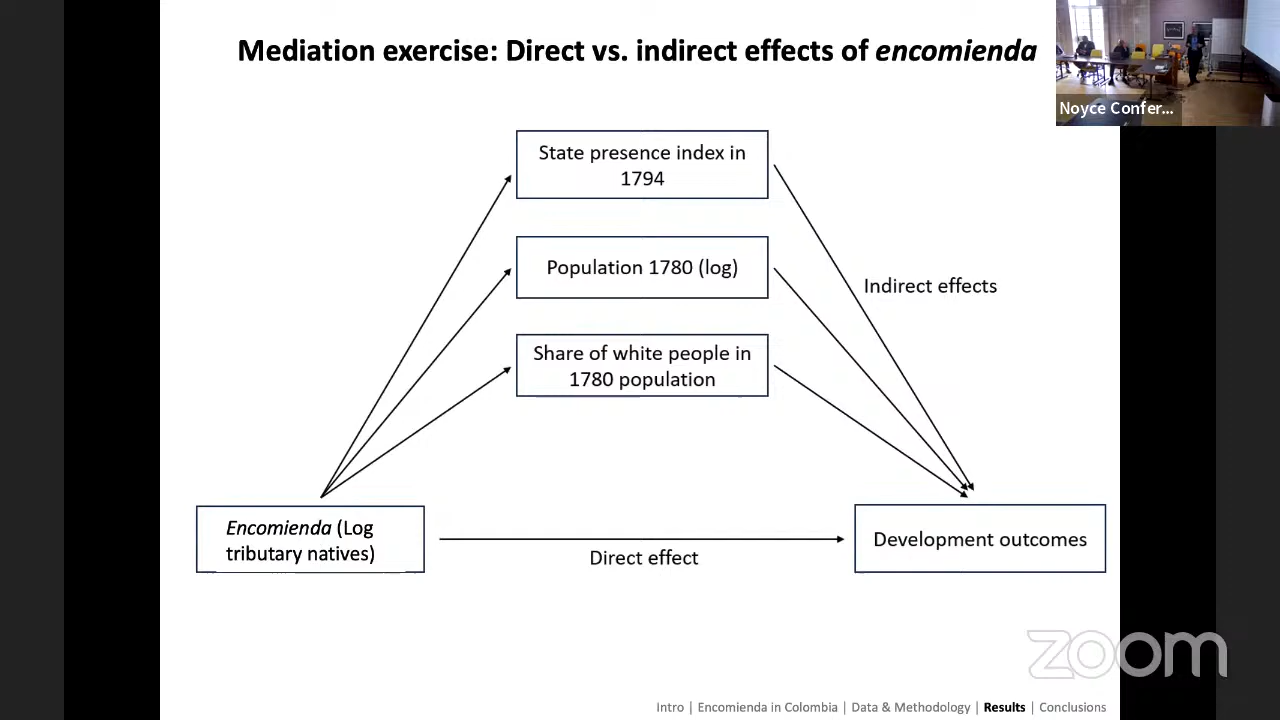 Mediation exercise: Direct vs. indirect effects of encomienda
Noyce Confer...
State presence index in
1794
Population 1780 (log)
Indirect effects
Share of white people in
1780 population
Encomienda (Log
tributary natives)
Direct effect
Development outcomes
zoom
Intro | Encomienda in Colombia | Data & Methodology | Results | Conclusions